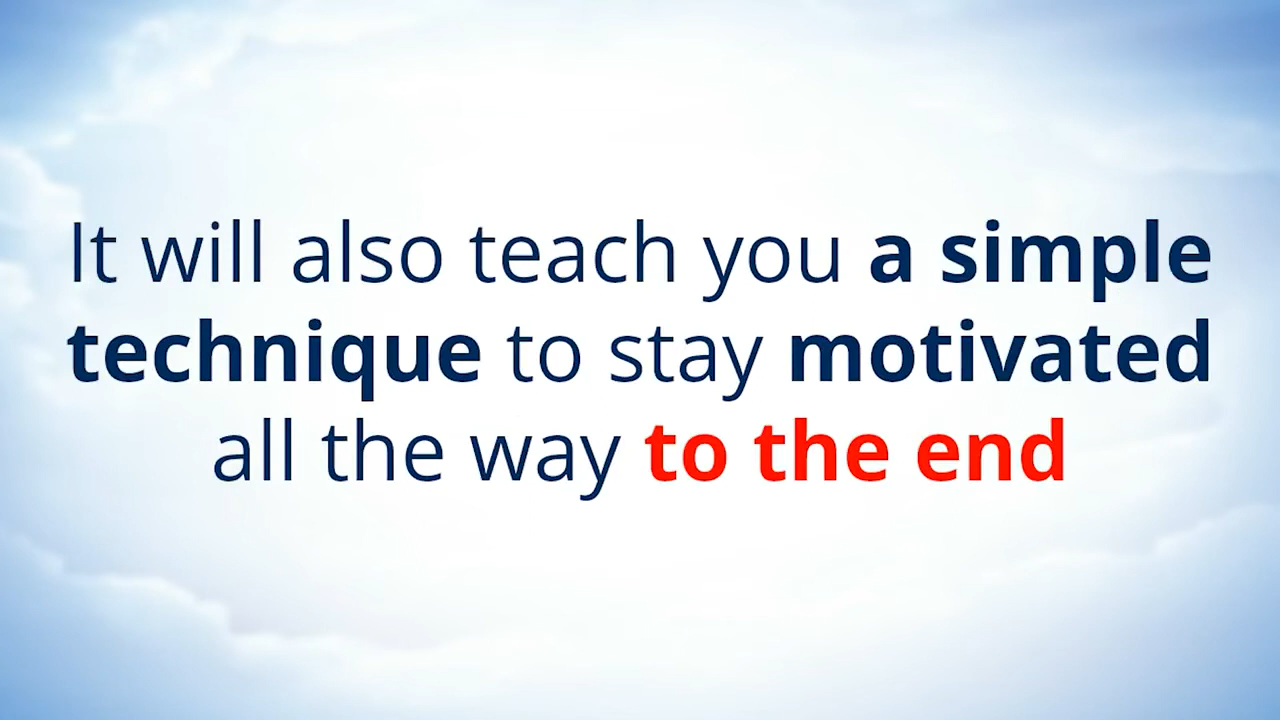 It will also teach you a simple
technique to stay motivated
all the way to the end